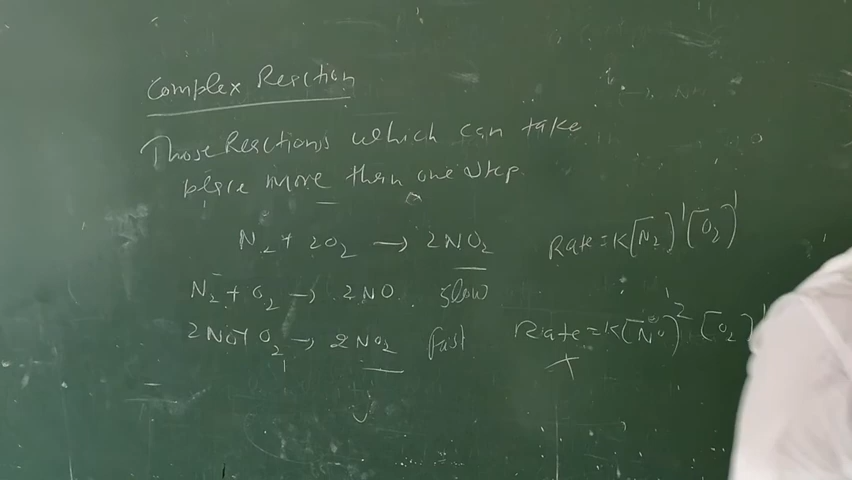 Complex Reaction
Those Reactions which can take
place more than one step.
N₂ + 2O₂ → 2NO₂ Rate = K[N₂]¹[O₂]¹
N₂ + O₂ → 2NO slow
2NO + O₂ → 2NO₂ fast Rate = K[NO]² [O₂]¹